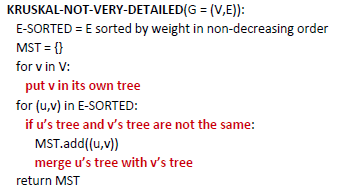 KRUSKAL-NOT-VERY-DETAILED(G = (V,E)):
E-SORTED = E sorted by weight in non-decreasing order
MST = {}
for v in V:
put v in its own tree
for (u,v) in E-SORTED:
if u's tree and v's tree are not the same:
MST.add((u,v))
merge u's tree with v's tree
return MST